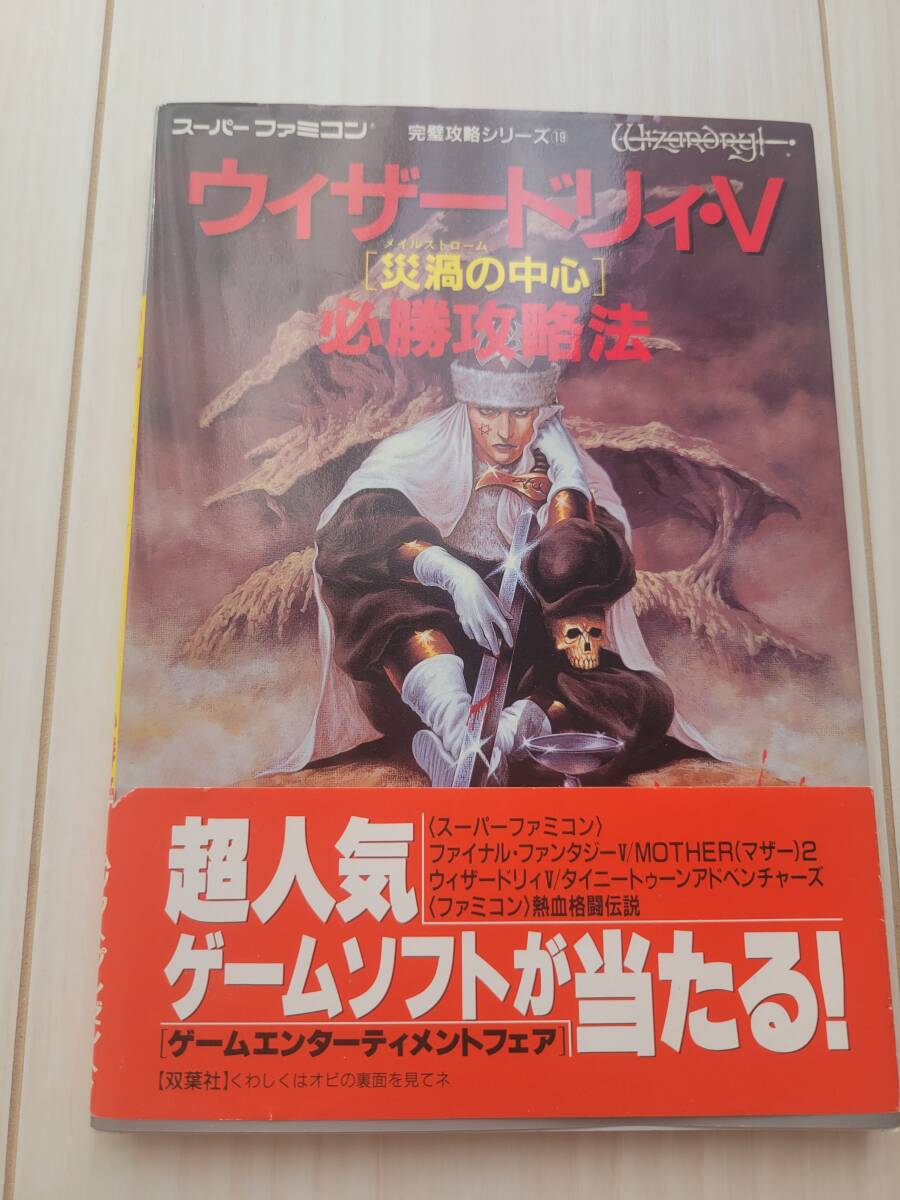 スーパーファミコン® 完璧攻略シリーズ19 Wizardry
ウィザードリィ・V
メイルストローム
[災渦の中心]
必勝攻略法
超人気
〈スーパーファミコン〉
ファイナル・ファンタジーV/MOTHER(マザー)2
ウィザードリィV/タイニートゥーンアドベンチャーズ
〈ファミコン〉熱血格闘伝説
ゲームソフトが当たる!
[ゲームエンターティメントフェア]
【双葉社】くわしくはオビの裏面を見てネ